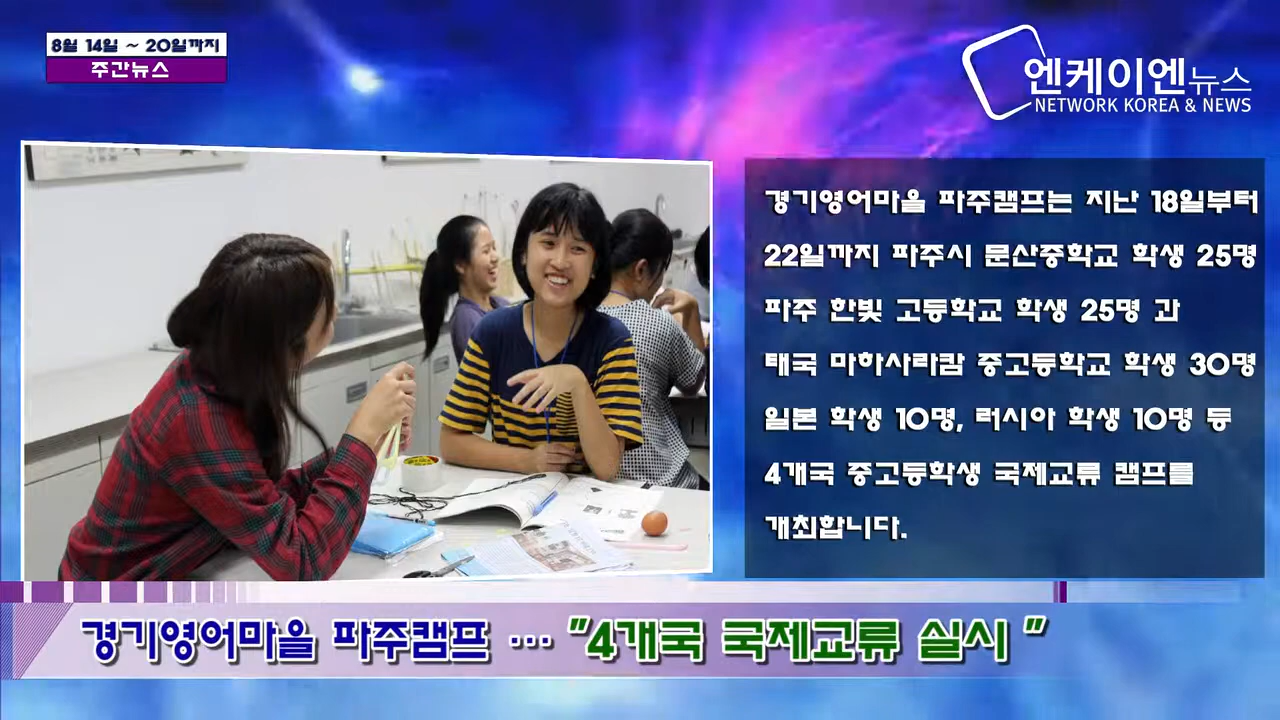 8월 14일 ~ 20일까지
주간뉴스
엔케이엔뉴스
NETWORK KOREA & NEWS
경기영어마을 파주캠프는 지난 18일부터
22일까지 파주시 문산중학교 학생 25명
파주 한빛 고등학교 학생 25명 과
태국 마하사라캄 중고등학교 학생 30명
일본 학생 10명, 러시아 학생 10명 등
4개국 중고등학생 국제교류 캠프를
개최합니다.
경기영어마을 파주캠프 ··· "4개국 국제교류 실시 "